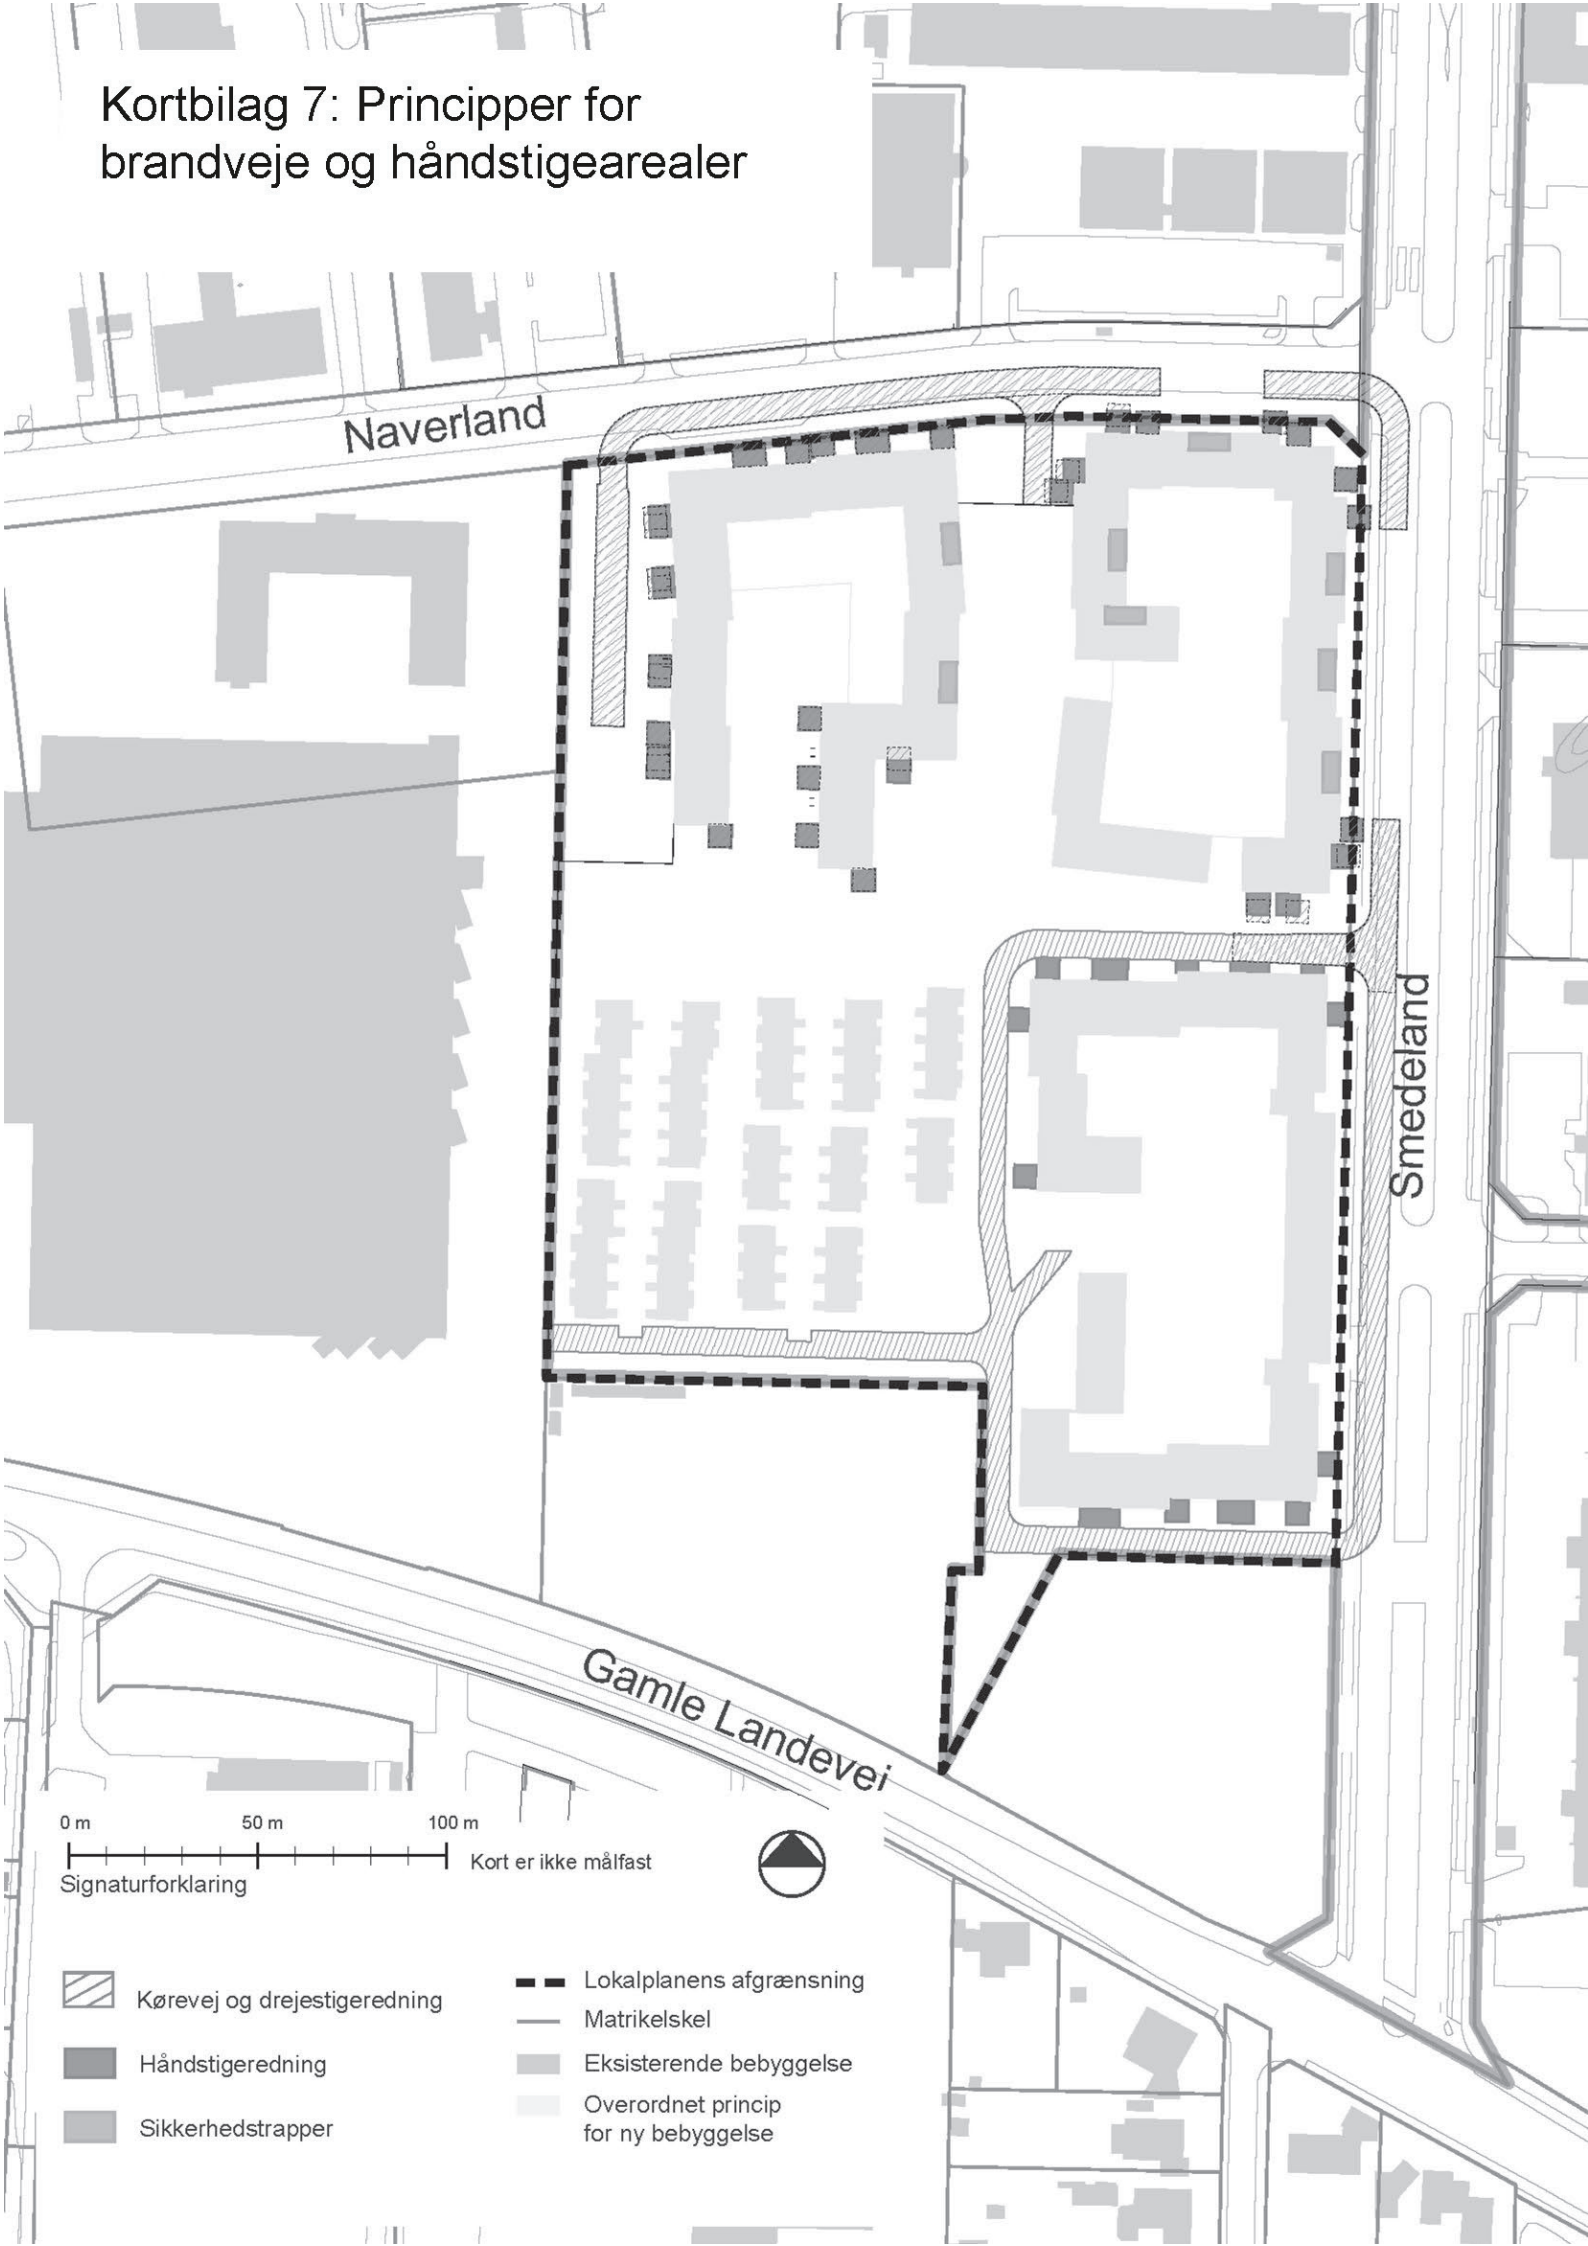 Kortbilag 7: Principper for
brandveje og håndstigearealer
Naverland
Smedeland
Gamle Landevei
0 m 50 m 100 m
Kort er ikke målfast
Signaturforklaring
Kørevej og drejestigeredning
Håndstigeredning
Sikkerhedstrapper
Lokalplanens afgrænsning
Matrikelskel
Eksisterende bebyggelse
Overordnet princip
for ny bebyggelse